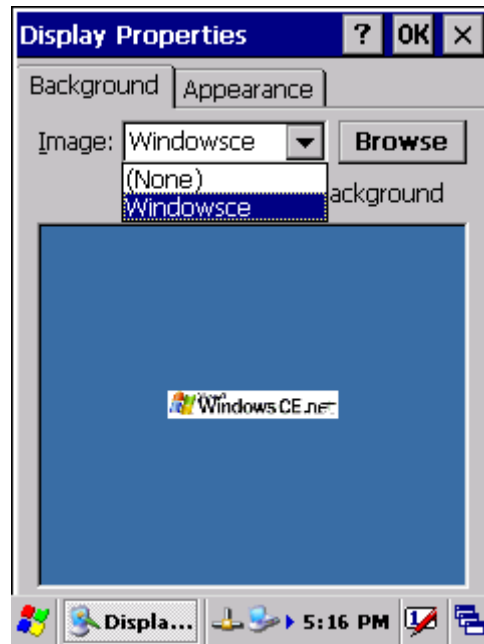 Display Properties ? OK ×
Background Appearance
Image: Windowsce Browse
(None)
Windowsce
ackground
Windows CE.net
Displa... 5:16 PM